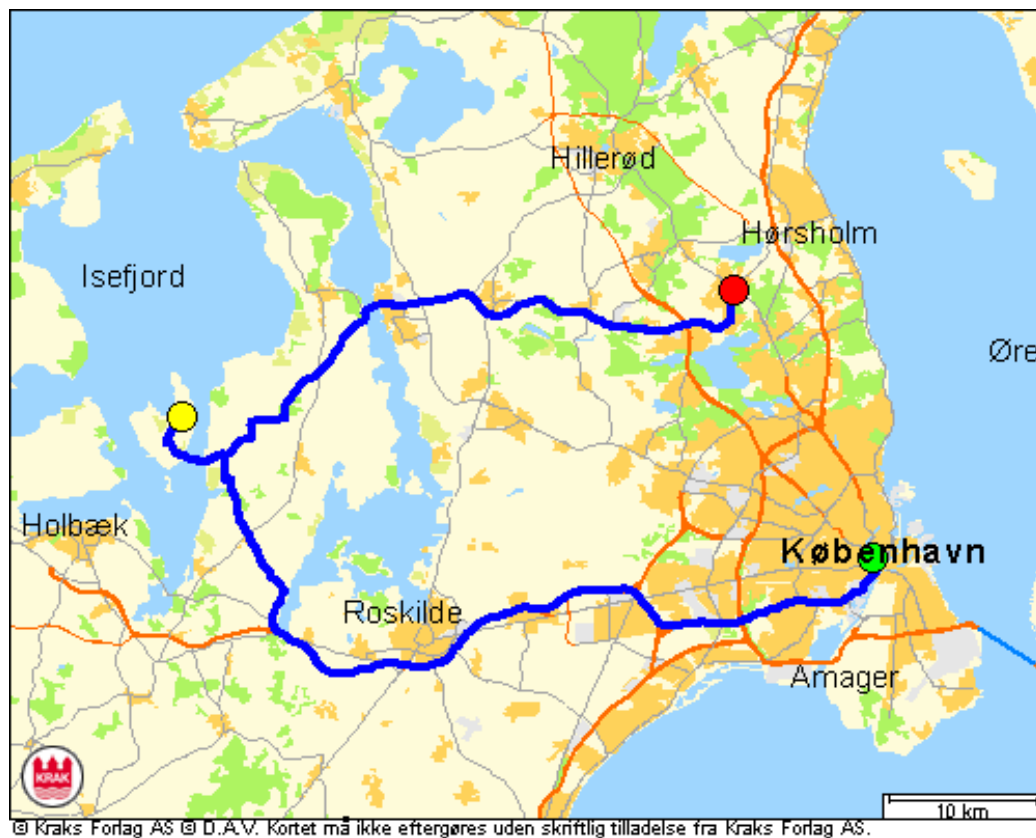 Hillerød
Hørsholm
Isefjord
Øre
Holbæk
København
Roskilde
Amager
KRAK
10 km
© Kraks Forlag AS © D.A.V. Kortet må ikke eftergøres uden skriftlig tilladelse fra Kraks Forlag AS.